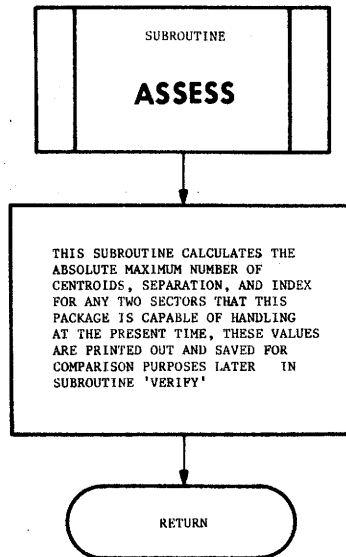 SUBROUTINE
ASSESS
THIS SUBROUTINE CALCULATES THE
ABSOLUTE MAXIMUM NUMBER OF
CENTROIDS, SEPARATION, AND INDEX
FOR ANY TWO SECTORS THAT THIS
PACKAGE IS CAPABLE OF HANDLING
AT THE PRESENT TIME, THESE VALUES
ARE PRINTED OUT AND SAVED FOR
COMPARISON PURPOSES LATER IN
SUBROUTINE 'VERIFY'
RETURN